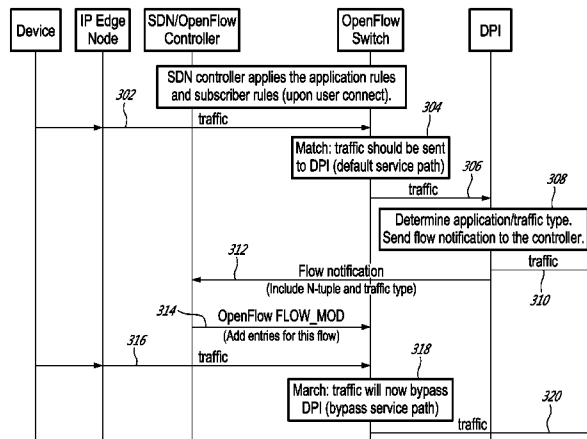 Device
IP Edge
Node
SDN/OpenFlow
Controller
OpenFlow
Switch
DPI
SDN controller applies the application rules
and subscriber rules (upon user connect).
302
traffic
304
Match: traffic should be sent
to DPI (default service path)
306
traffic
308
Determine application/traffic type.
Send flow notification to the controller.
312
Flow notification
(Include N-tuple and traffic type)
traffic
310
314
OpenFlow FLOW_MOD
(Add entries for this flow)
316
traffic
318
March: traffic will now bypass
DPI (bypass service path)
320
traffic